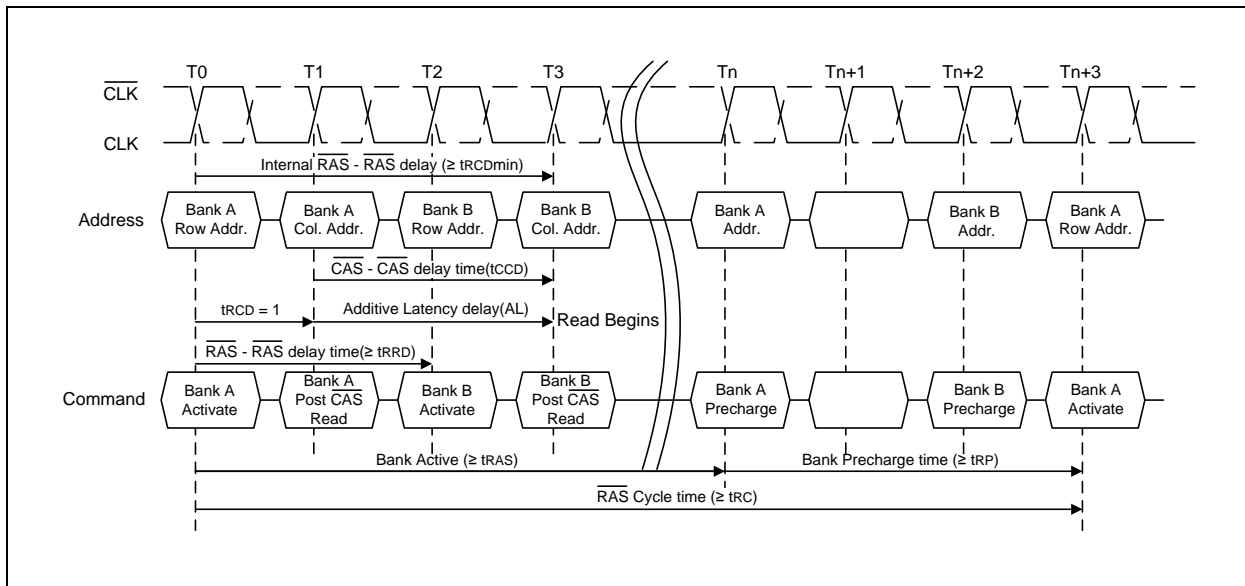 T0 T1 T2 T3 Tn Tn+1 Tn+2 Tn+3
CLK
CLK
Internal RAS - RAS delay (≥ tRCDmin)
Address
Bank A
Row Addr.
Bank A
Col. Addr.
Bank B
Row Addr.
Bank B
Col. Addr.
Bank A
Addr.
Bank B
Addr.
Bank A
Row Addr.
CAS - CAS delay time(tCCD)
tRCD = 1
Additive Latency delay(AL)
Read Begins
RAS - RAS delay time(≥ tRRD)
Command
Bank A
Activate
Bank A
Post CAS
Read
Bank B
Activate
Bank B
Post CAS
Read
Bank A
Precharge
Bank B
Precharge
Bank A
Activate
Bank Active (≥ tRAS)
Bank Precharge time (≥ tRP)
RAS Cycle time (≥ tRC)